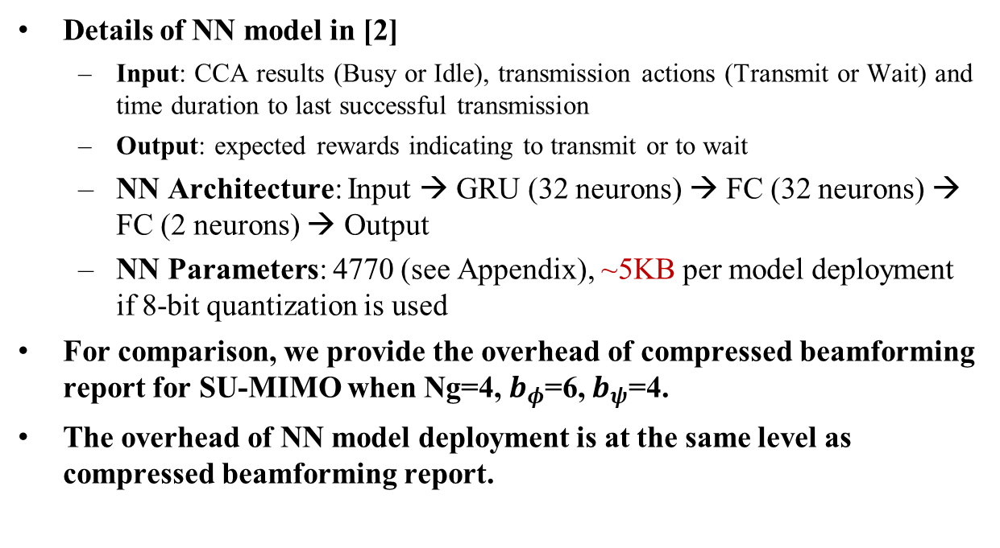 • Details of NN model in [2]
– Input: CCA results (Busy or Idle), transmission actions (Transmit or Wait) and
time duration to last successful transmission
– Output: expected rewards indicating to transmit or to wait
– NN Architecture: Input → GRU (32 neurons) → FC (32 neurons) →
FC (2 neurons) → Output
– NN Parameters: 4770 (see Appendix), ~5KB per model deployment
if 8-bit quantization is used
• For comparison, we provide the overhead of compressed beamforming
report for SU-MIMO when Ng=4, b_ϕ=6, b_ψ=4.
• The overhead of NN model deployment is at the same level as
compressed beamforming report.